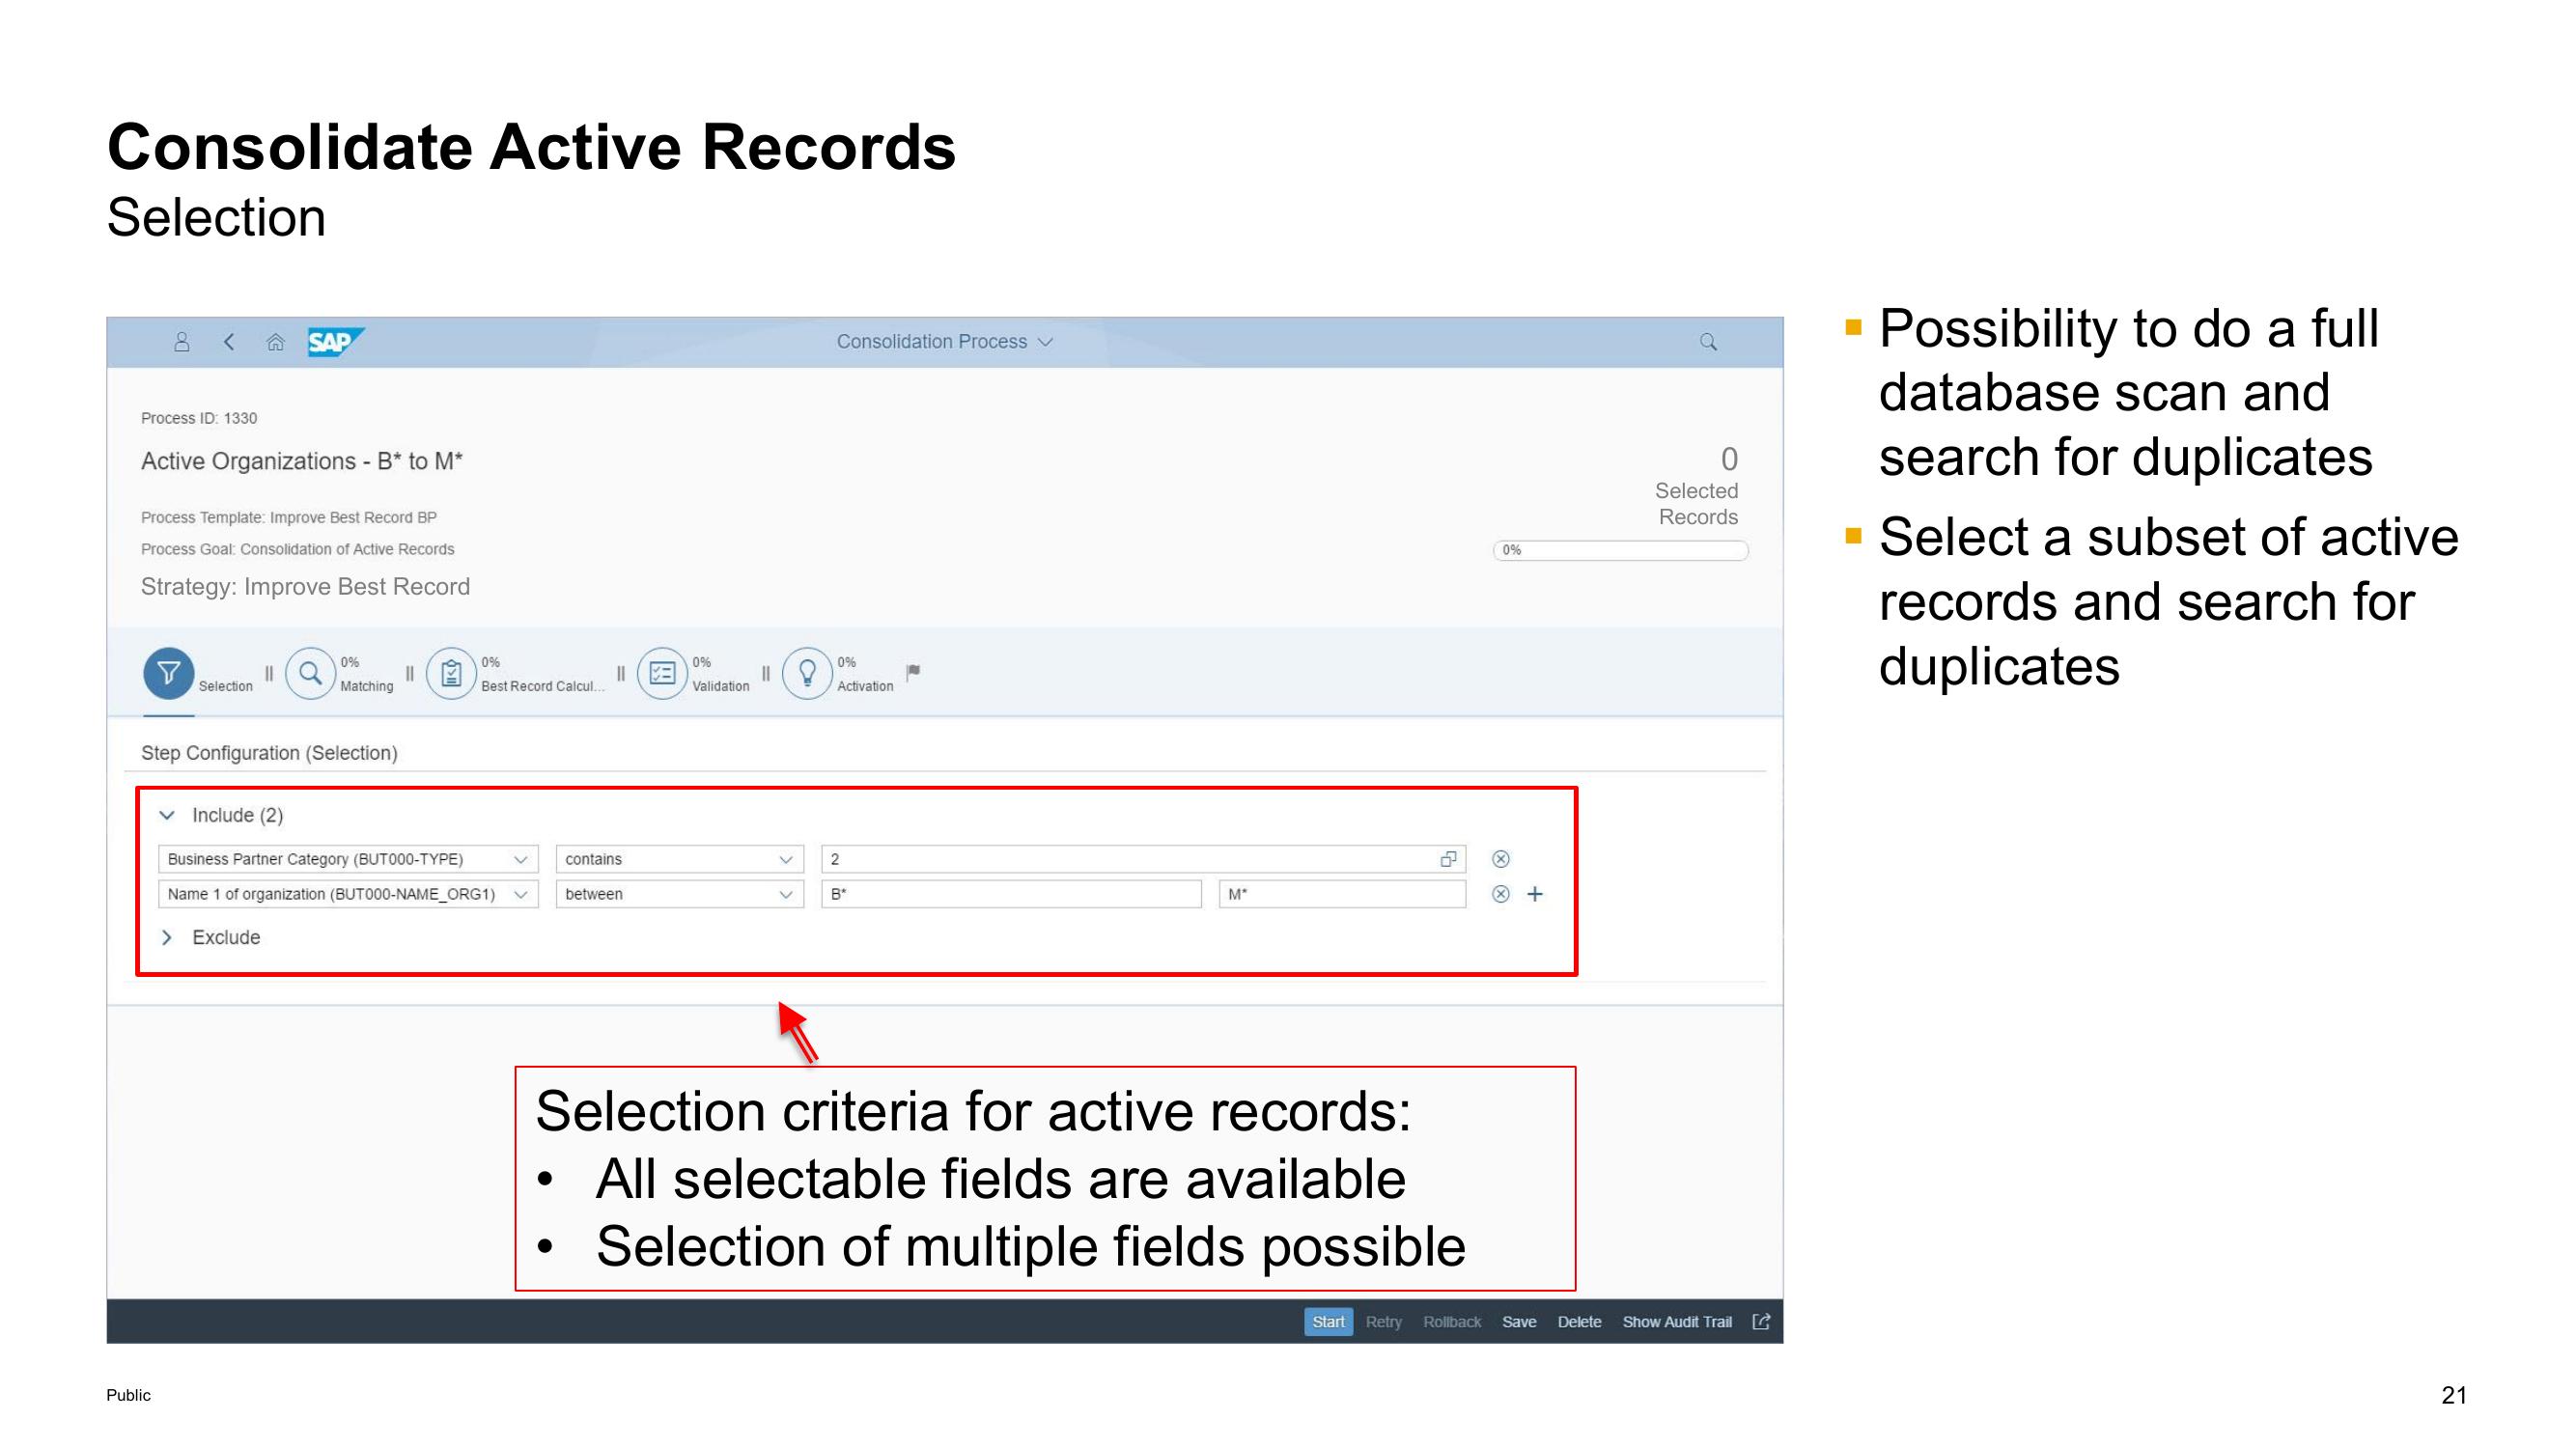 Consolidate Active Records
Selection
SAP
Consolidation Process
Process ID: 1330
Active Organizations - B* to M*
Process Template: Improve Best Record BP
Process Goal: Consolidation of Active Records
Strategy: Improve Best Record
0
Selected
Records
0%
Selection
0%
Matching
0%
Best Record Calcul...
0%
Validation
0%
Activation
Step Configuration (Selection)
Include (2)
Business Partner Category (BUT000-TYPE) contains 2
Name 1 of organization (BUT000-NAME_ORG1) between B* M*
Exclude
Selection criteria for active records:
• All selectable fields are available
• Selection of multiple fields possible
Start Retry Rollback Save Delete Show Audit Trail
▪ Possibility to do a full
database scan and
search for duplicates
▪ Select a subset of active
records and search for
duplicates
Public
21